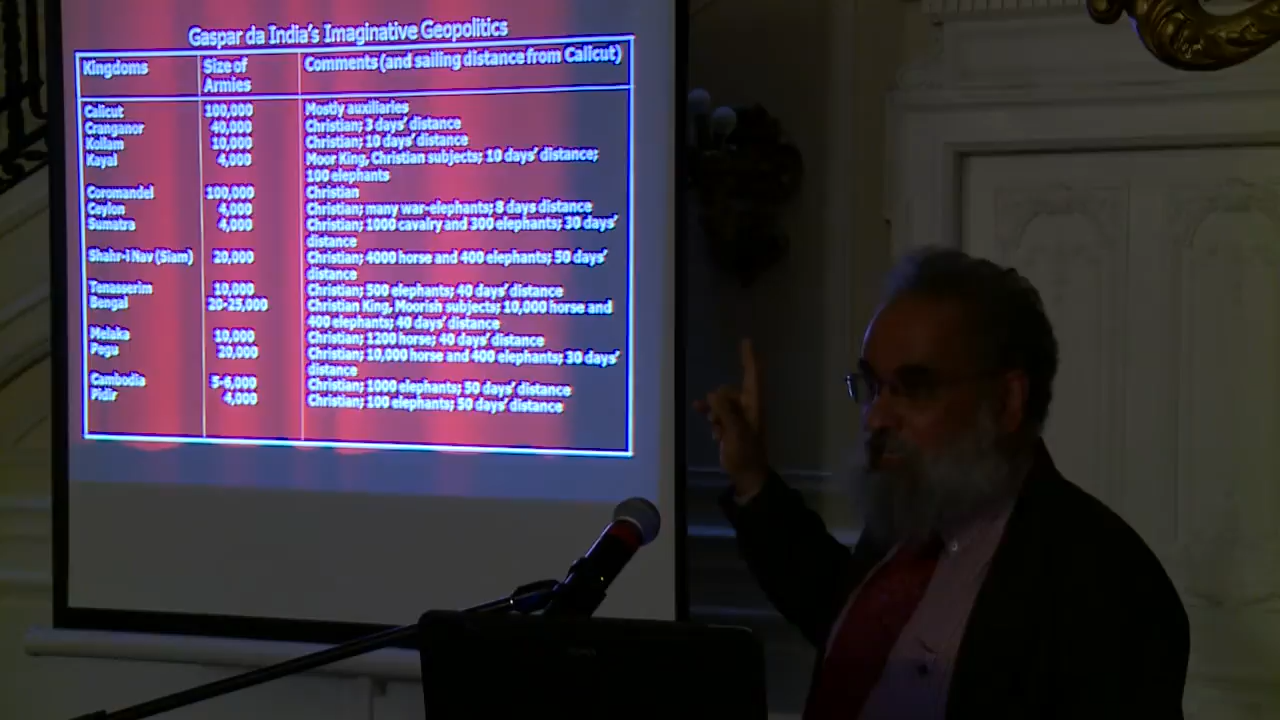 Gaspar da India's Imaginative Geopolitics
Kingdoms Size of Armies Comments (and sailing distance from Calicut)
Calicut 100,000 Mostly auxiliaries
Cranganor 40,000 Christian; 3 days' distance
Kollam 10,000 Christian; 10 days' distance
Kayal 4,000 Moor King, Christian subjects; 10 days' distance;
100 elephants
Coromandel 100,000 Christian
Ceylon 4,000 Christian; many war-elephants; 8 days distance
Sumatra 4,000 Christian; 1000 cavalry and 300 elephants; 30 days'
distance
Shahr-i Nav (Siam) 20,000 Christian; 4000 horse and 400 elephants; 50 days'
distance
Tenasserim 10,000 Christian; 500 elephants; 40 days' distance
Bengal 20-25,000 Christian King, Moorish subjects; 10,000 horse and
400 elephants; 40 days' distance
Melaka 10,000 Christian; 1200 horse; 40 days' distance
Pegu 20,000 Christian; 10,000 horse and 400 elephants; 30 days'
distance
Cambodia 5-6,000 Christian; 1000 elephants; 50 days' distance
Pidir 4,000 Christian; 100 elephants; 50 days' distance